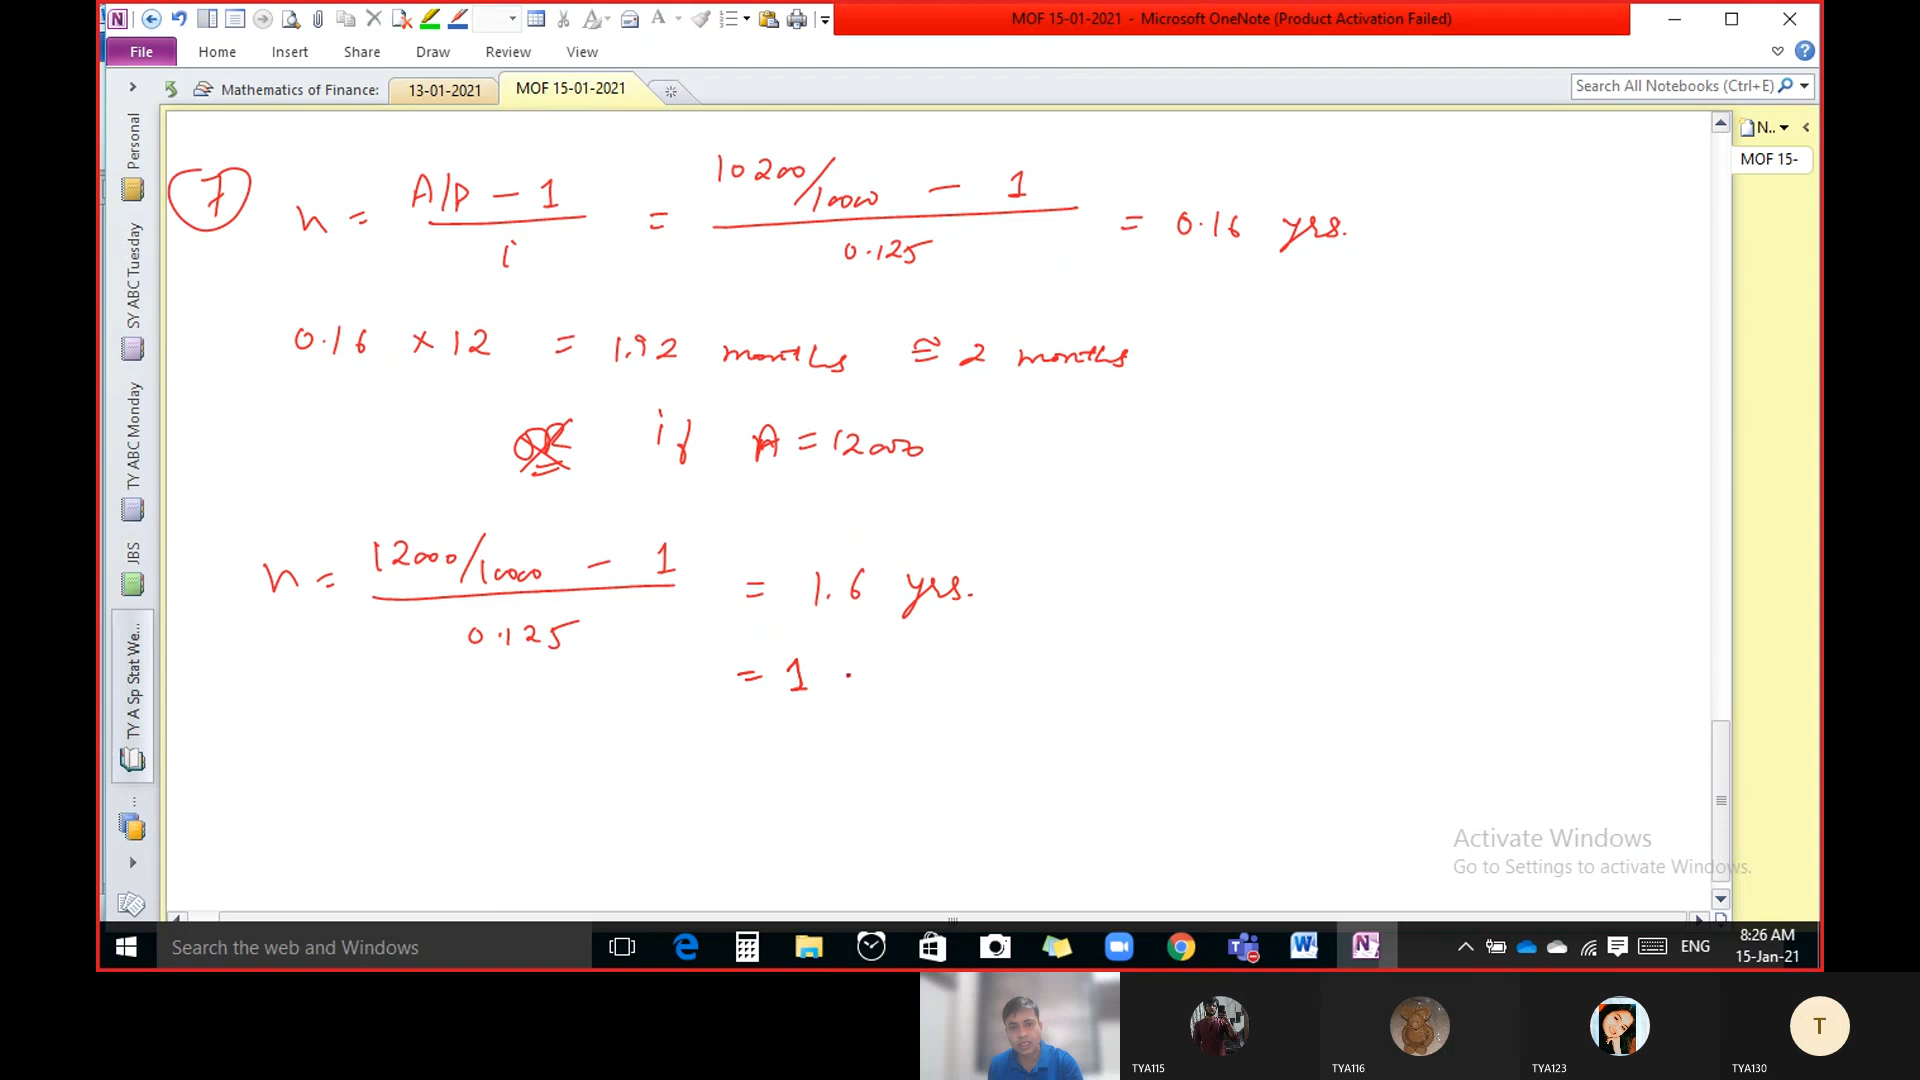 MOF 15-01-2021 - Microsoft OneNote (Product Activation Failed)
File Home Insert Share Draw Review View
Mathematics of Finance: 13-01-2021 MOF 15-01-2021 Search All Notebooks (Ctrl+E)
N..
MOF 15-
Personal
SY ABC Tuesday
TY ABC Monday
JBS
TY A Sp Stat We...
...
7 n = A/P - 1 / i = 10200/10000 - 1 / 0.125 = 0.16 yrs.
0.16 × 12 = 1.92 months ≅ 2 months
OR if A = 12000
n = 12000/10000 - 1 / 0.125 = 1.6 yrs.
= 1 .
Activate Windows
Go to Settings to activate Windows.
Search the web and Windows ENG 8:26 AM
15-Jan-21
T
TYA115 TYA116 TYA123 TYA130